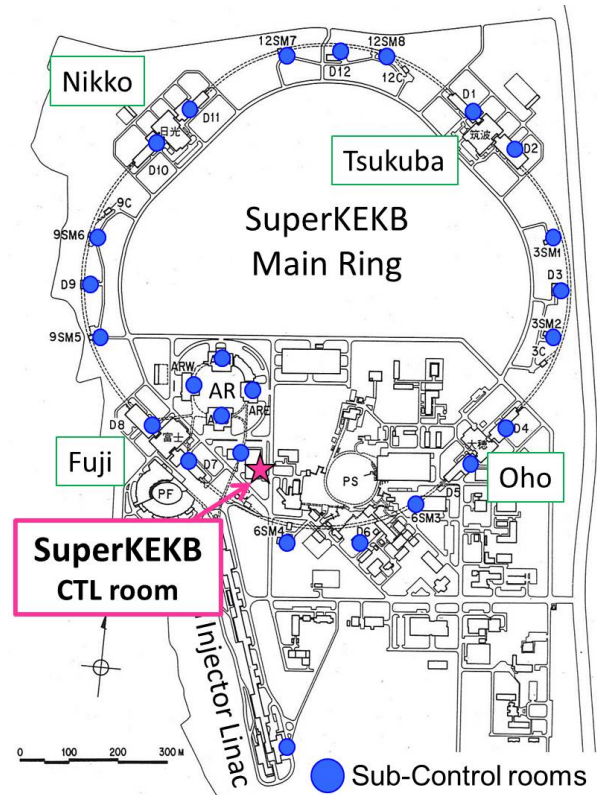 12SM7
12SM8
D12
12C
Nikko
D11
日光
D10
D1
筑波
D2
Tsukuba
9C
9SM6
SuperKEKB
Main Ring
3SM1
D9
D3
9SM5
3SM2
3C
ARW
AR
ARE
D8
富士
D7
D4
大穂
Fuji
PF
PS
D5
Oho
6SM3
SuperKEKB
CTL room
6SM4
D6
Injector Linac
0
100
200
300 M
Sub-Control rooms